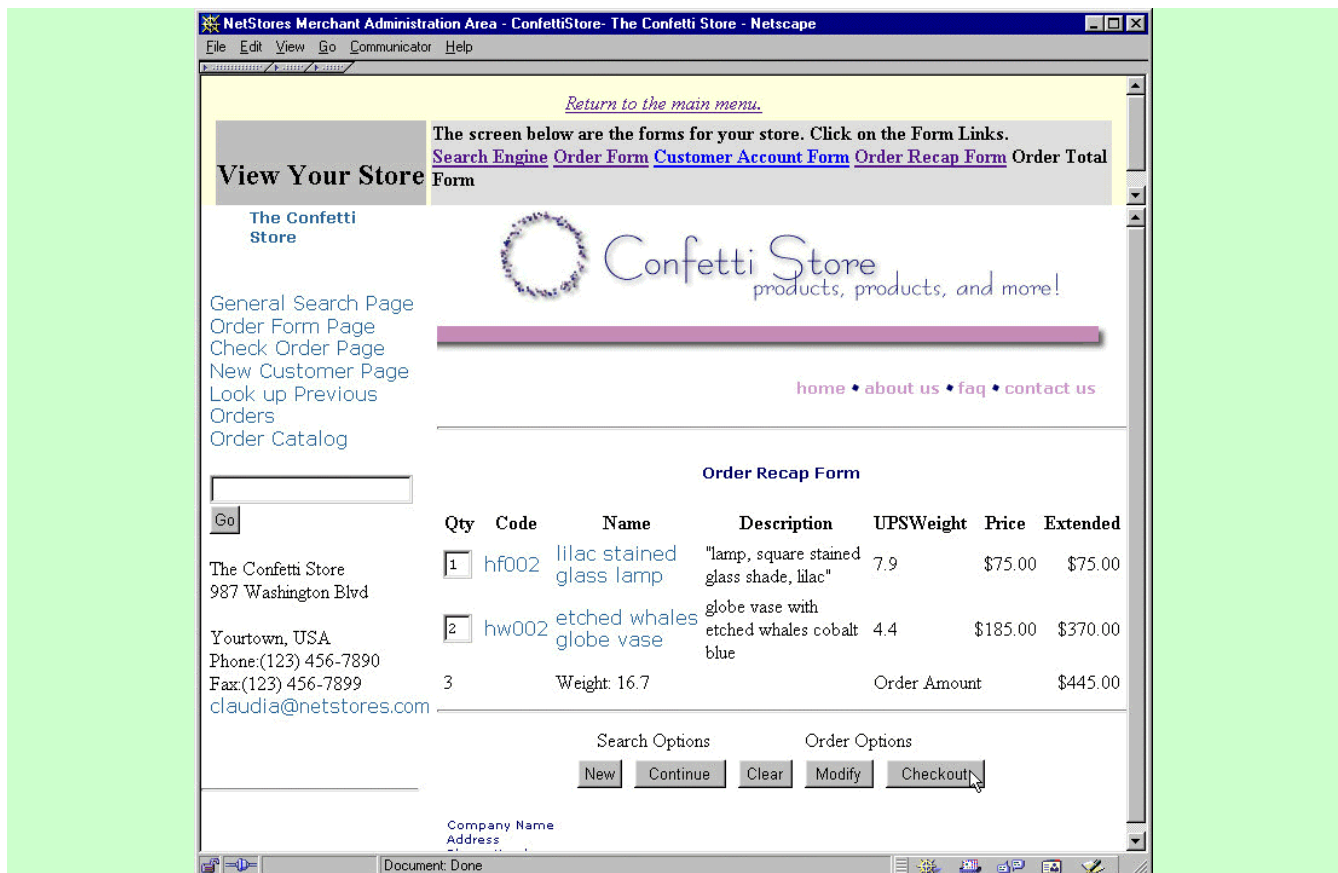 NetStores Merchant Administration Area - ConfettiStore- The Confetti Store - Netscape
File Edit View Go Communicator Help
Return to the main menu.
View Your Store
The screen below are the forms for your store. Click on the Form Links.
Search Engine Order Form Customer Account Form Order Recap Form Order Total
Form
The Confetti
Store
General Search Page
Order Form Page
Check Order Page
New Customer Page
Look up Previous
Orders
Order Catalog
Go
The Confetti Store
987 Washington Blvd
Yourtown, USA
Phone:(123) 456-7890
Fax:(123) 456-7899
claudia@netstores.com
Confetti Store
products, products, and more!
home • about us • faq • contact us
Order Recap Form
Qty Code Name Description UPSWeight Price Extended
1 hf002 lilac stained glass lamp "lamp, square stained glass shade, lilac" 7.9 $75.00 $75.00
2 hw002 etched whales globe vase globe vase with etched whales cobalt blue 4.4 $185.00 $370.00
3 Weight: 16.7 Order Amount $445.00
Search Options Order Options
New Continue Clear Modify Checkout
Company Name
Address
Document: Done